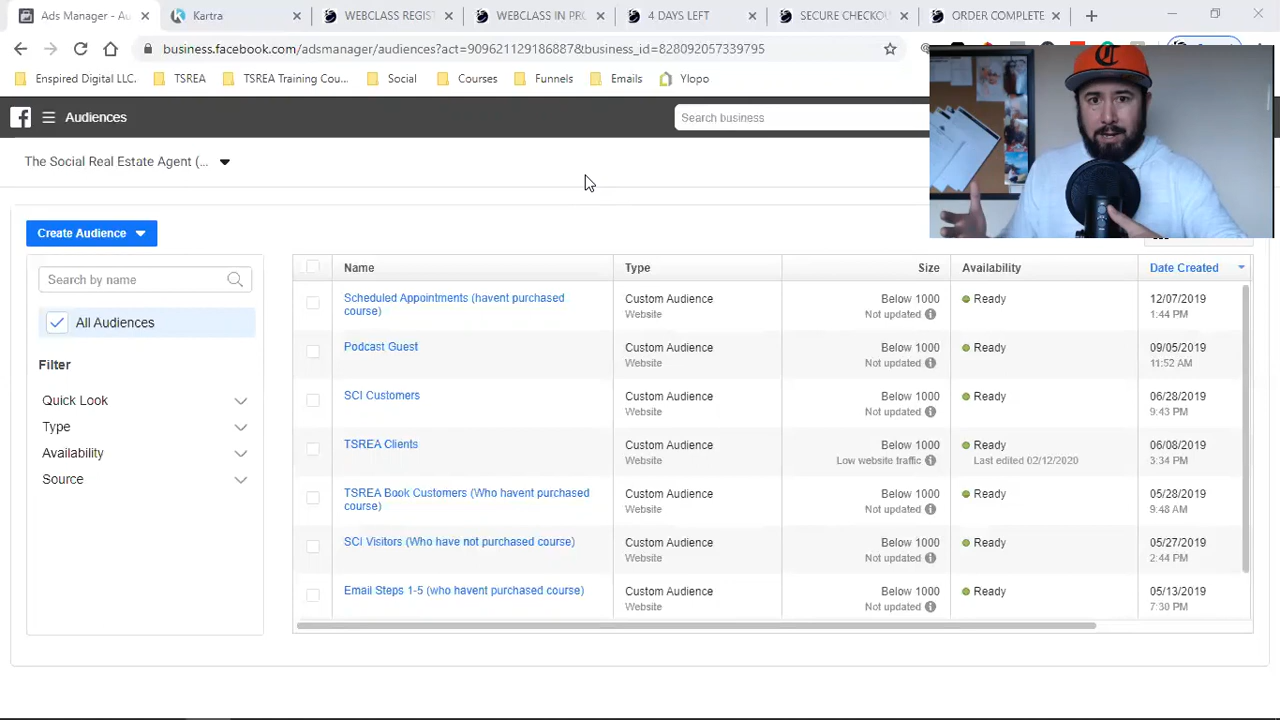 Ads Manager - Au
Kartra
WEBCLASS REGIST
WEBCLASS IN PRO
4 DAYS LEFT
SECURE CHECKOU
ORDER COMPLETE
business.facebook.com/adsmanager/audiences?act=9096211291868878&business_id=828092057339795
Enspired Digital LLC.
TSREA
TSREA Training Cou...
Social
Courses
Funnels
Emails
Ylopo
Audiences
Search business
The Social Real Estate Agent (...
Create Audience
Search by name
All Audiences
Filter
Quick Look
Type
Availability
Source
Name
Type
Size
Availability
Date Created
Scheduled Appointments (havent purchased
course)
Custom Audience
Website
Below 1000
Not updated
Ready
12/07/2019
1:44 PM
Podcast Guest
Custom Audience
Website
Below 1000
Not updated
Ready
09/05/2019
11:52 AM
SCI Customers
Custom Audience
Website
Below 1000
Not updated
Ready
06/28/2019
9:43 PM
TSREA Clients
Custom Audience
Website
Below 1000
Low website traffic
Ready
Last edited 02/12/2020
06/08/2019
3:34 PM
TSREA Book Customers (Who havent purchased
course)
Custom Audience
Website
Below 1000
Not updated
Ready
05/28/2019
9:48 AM
SCI Visitors (Who have not purchased course)
Custom Audience
Website
Below 1000
Not updated
Ready
05/27/2019
2:44 PM
Email Steps 1-5 (who havent purchased course)
Custom Audience
Website
Below 1000
Not updated
Ready
05/13/2019
7:30 PM